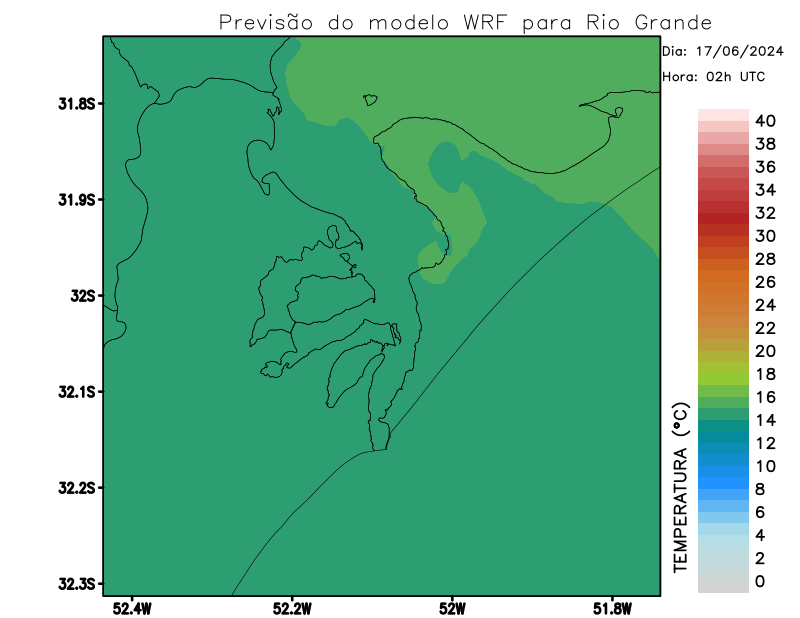 Previsão do modelo WRF para Rio Grande
Dia: 17/06/2024
Hora: 02h UTC
31.8S
31.9S
32S
32.1S
32.2S
32.3S
52.4W
52.2W
52W
51.8W
TEMPERATURA (°C)
40
38
36
34
32
30
28
26
24
22
20
18
16
14
12
10
8
6
4
2
0